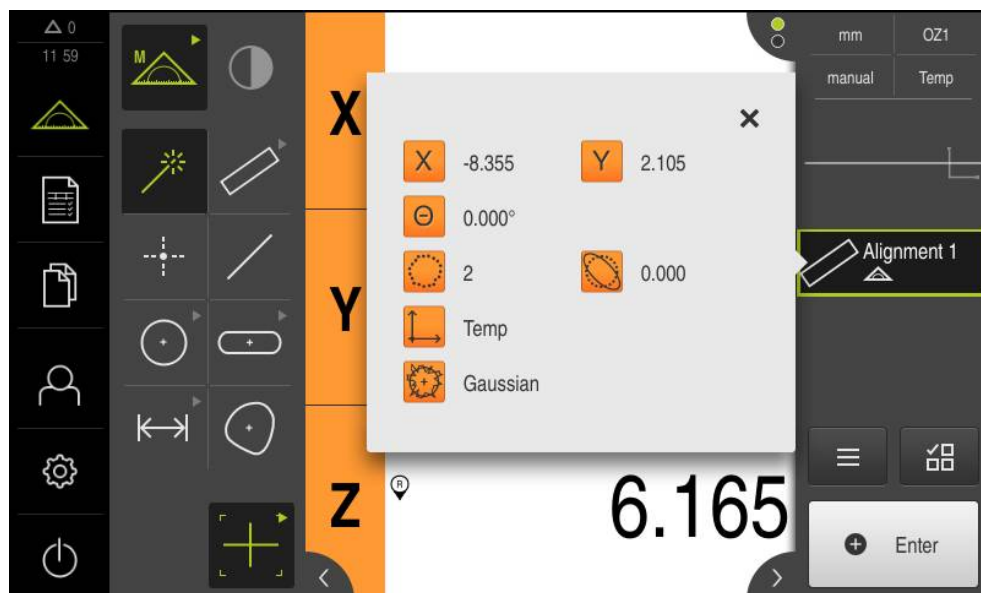 0
11 59
M
X
Y
Z
R
6.165
X -8.355
Y 2.105
Θ 0.000°
2
0.000
Temp
Gaussian
mm
OZ1
manual
Temp
Alignment 1
Enter